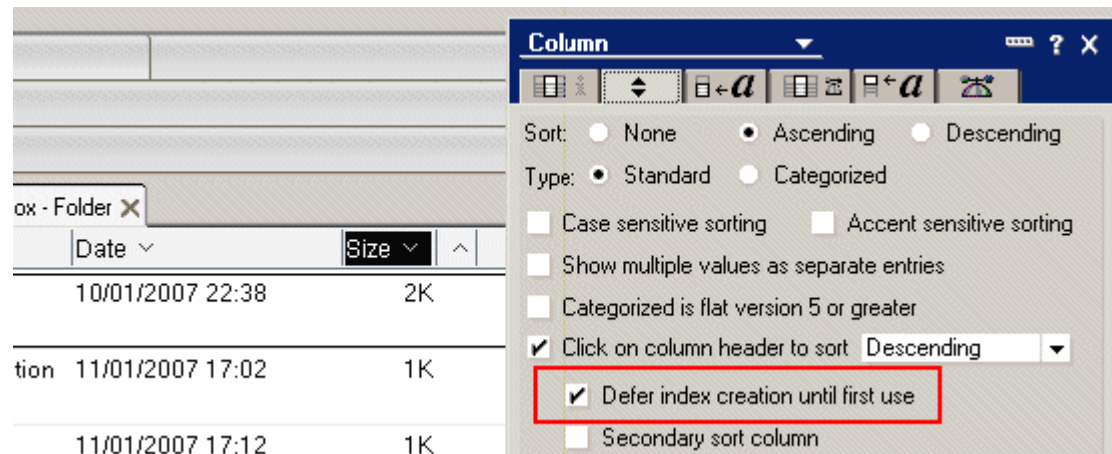 Column
?
X
a
a
Sort: None Ascending Descending
Type: Standard Categorized
Case sensitive sorting Accent sensitive sorting
Show multiple values as separate entries
Categorized is flat version 5 or greater
Click on column header to sort Descending
Defer index creation until first use
Secondary sort column
ox - Folder
Date Size
10/01/2007 22:38 2K
tion 11/01/2007 17:02 1K
11/01/2007 17:12 1K